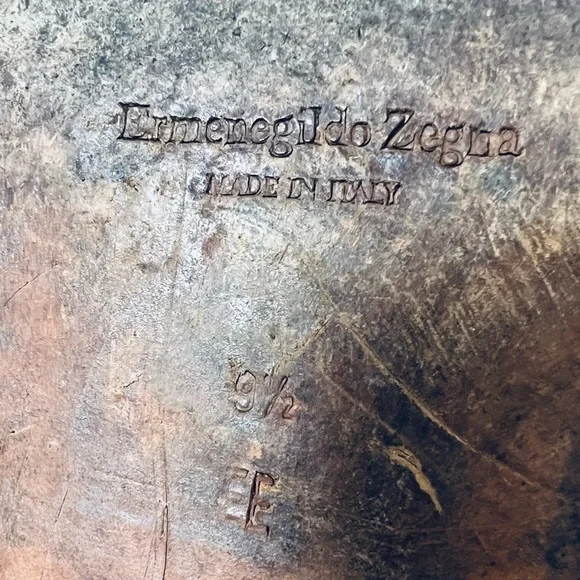 Ermenegildo Zegna
MADE IN ITALY
9½
E